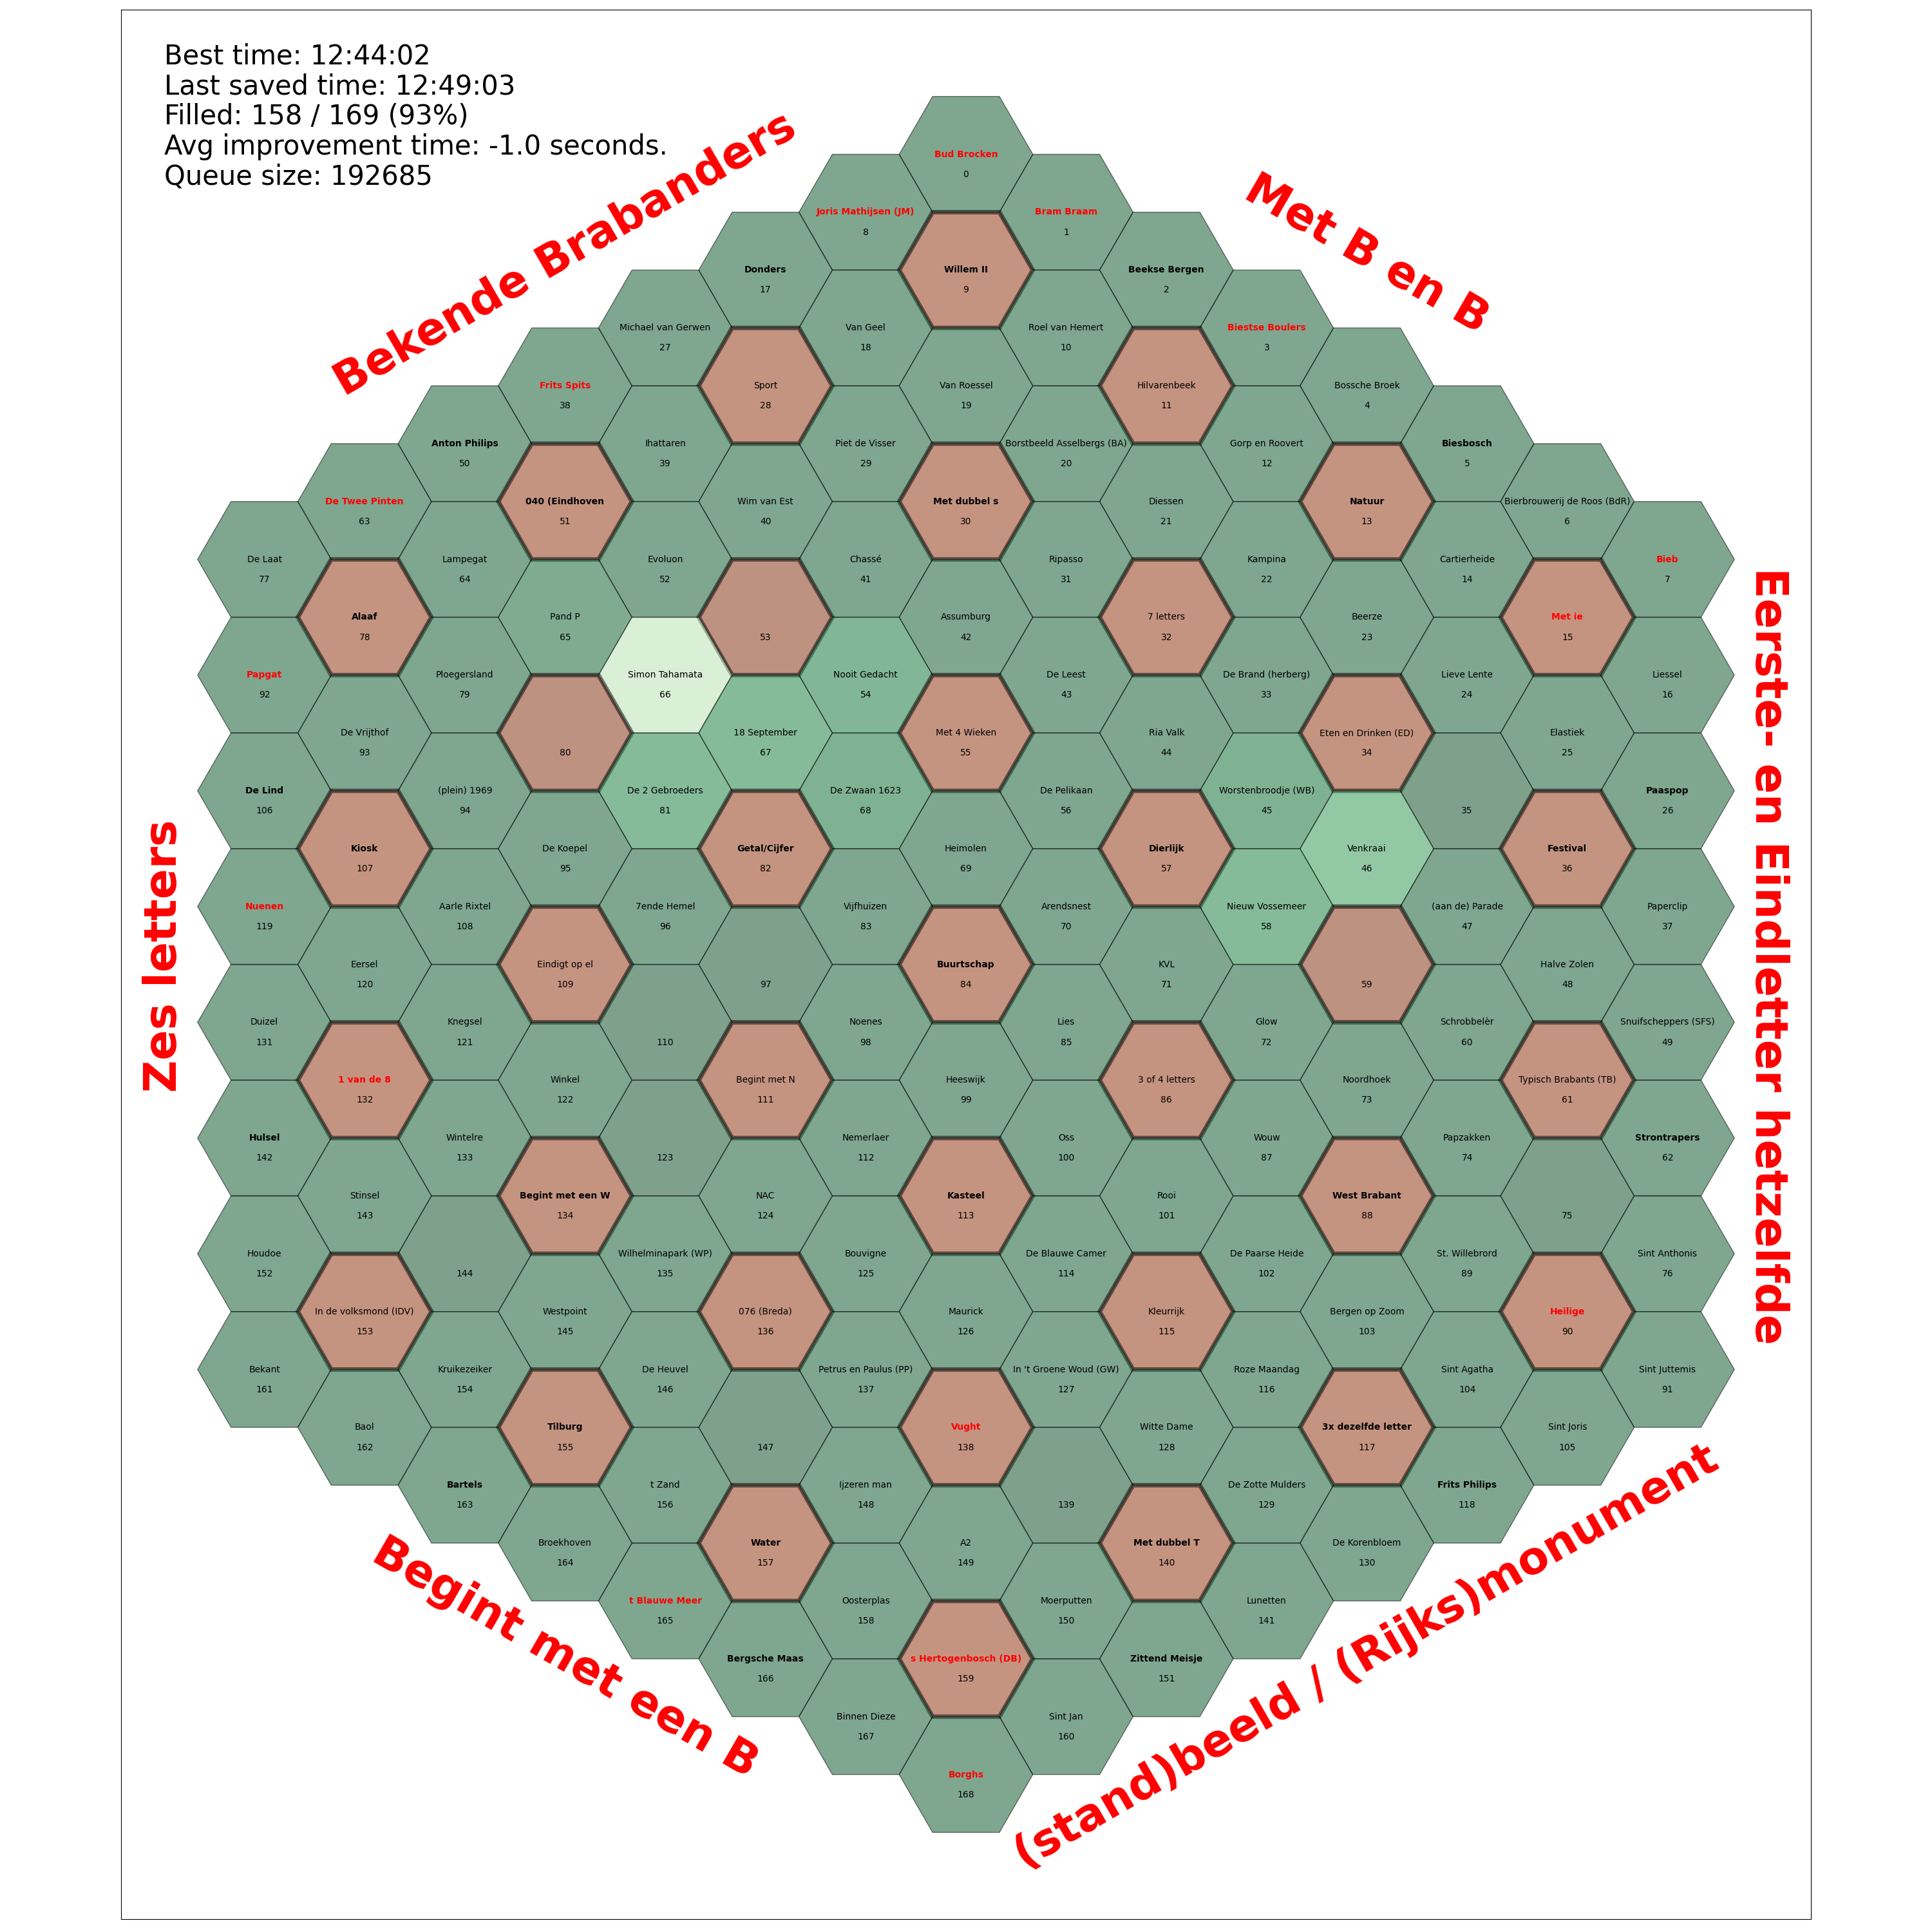 Best time: 12:44:02
Last saved time: 12:49:03
Filled: 158 / 169 (93%)
Avg improvement time: -1.0 seconds.
Queue size: 192685
Bekende Brabanders
Met B en B
Eerste- en Eindletter hetzelfde
(stand)beeld / (Rijks)monument
Begint met een B
Zes letters
Bud Brocken
0
Bram Braam
1
Beekse Bergen
2
Biestse Boulers
3
Bossche Broek
4
Biesbosch
5
Bierbrouwerij de Roos (BdR)
6
Bieb
7
Joris Mathijsen (JM)
8
Willem II
9
Roel van Hemert
10
Hilvarenbeek
11
Gorp en Roovert
12
Natuur
13
Cartierheide
14
Met ie
15
Liessel
16
Donders
17
Van Geel
18
Van Roessel
19
Borstbeeld Asselbergs (BA)
20
Diessen
21
Kampina
22
Beerze
23
Lieve Lente
24
Elastiek
25
Paaspop
26
Michael van Gerwen
27
Sport
28
Piet de Visser
29
Met dubbel s
30
Ripasso
31
7 letters
32
De Brand (herberg)
33
Eten en Drinken (ED)
34
35
Festival
36
Paperclip
37
Frits Spits
38
Ihattaren
39
Wim van Est
40
Chassé
41
Assumburg
42
De Leest
43
Ria Valk
44
Worstenbroodje (WB)
45
Venkraai
46
(aan de) Parade
47
Halve Zolen
48
Snuifscheppers (SFS)
49
Anton Philips
50
040 (Eindhoven
51
Evoluon
52
53
Nooit Gedacht
54
Met 4 Wieken
55
De Pelikaan
56
Dierlijk
57
Nieuw Vossemeer
58
59
Schrobbelèr
60
Typisch Brabants (TB)
61
Strontrapers
62
De Twee Pinten
63
Lampegat
64
Pand P
65
Simon Tahamata
66
18 September
67
De Zwaan 1623
68
Heimolen
69
Arendsnest
70
KVL
71
Glow
72
Noordhoek
73
Papzakken
74
75
Sint Anthonis
76
De Laat
77
Alaaf
78
Ploegersland
79
80
De 2 Gebroeders
81
Getal/Cijfer
82
Vijfhuizen
83
Buurtschap
84
Lies
85
3 of 4 letters
86
Wouw
87
West Brabant
88
St. Willebrord
89
Heilige
90
Sint Juttemis
91
Papgat
92
De Vrijthof
93
(plein) 1969
94
De Koepel
95
7ende Hemel
96
97
Noenes
98
Heeswijk
99
Oss
100
Rooi
101
De Paarse Heide
102
Bergen op Zoom
103
Sint Agatha
104
Sint Joris
105
De Lind
106
Kiosk
107
Aarle Rixtel
108
Eindigt op el
109
110
Begint met N
111
Nemerlaer
112
Kasteel
113
De Blauwe Camer
114
Kleurrijk
115
Roze Maandag
116
3x dezelfde letter
117
Frits Philips
118
Nuenen
119
Eersel
120
Knegsel
121
Winkel
122
123
NAC
124
Bouvigne
125
Maurick
126
In 't Groene Woud (GW)
127
Witte Dame
128
De Zotte Mulders
129
De Korenbloem
130
Duizel
131
1 van de 8
132
Wintelre
133
Begint met een W
134
Wilhelminapark (WP)
135
076 (Breda)
136
Petrus en Paulus (PP)
137
Vught
138
139
Met dubbel T
140
Lunetten
141
Hulsel
142
Stinsel
143
144
Westpoint
145
De Heuvel
146
147
Ijzeren man
148
A2
149
Moerputten
150
Zittend Meisje
151
Houdoe
152
In de volksmond (IDV)
153
Kruikezeiker
154
Tilburg
155
t Zand
156
Water
157
Oosterplas
158
s Hertogenbosch (DB)
159
Sint Jan
160
Bekant
161
Baol
162
Bartels
163
Broekhoven
164
t Blauwe Meer
165
Bergsche Maas
166
Binnen Dieze
167
Borghs
168